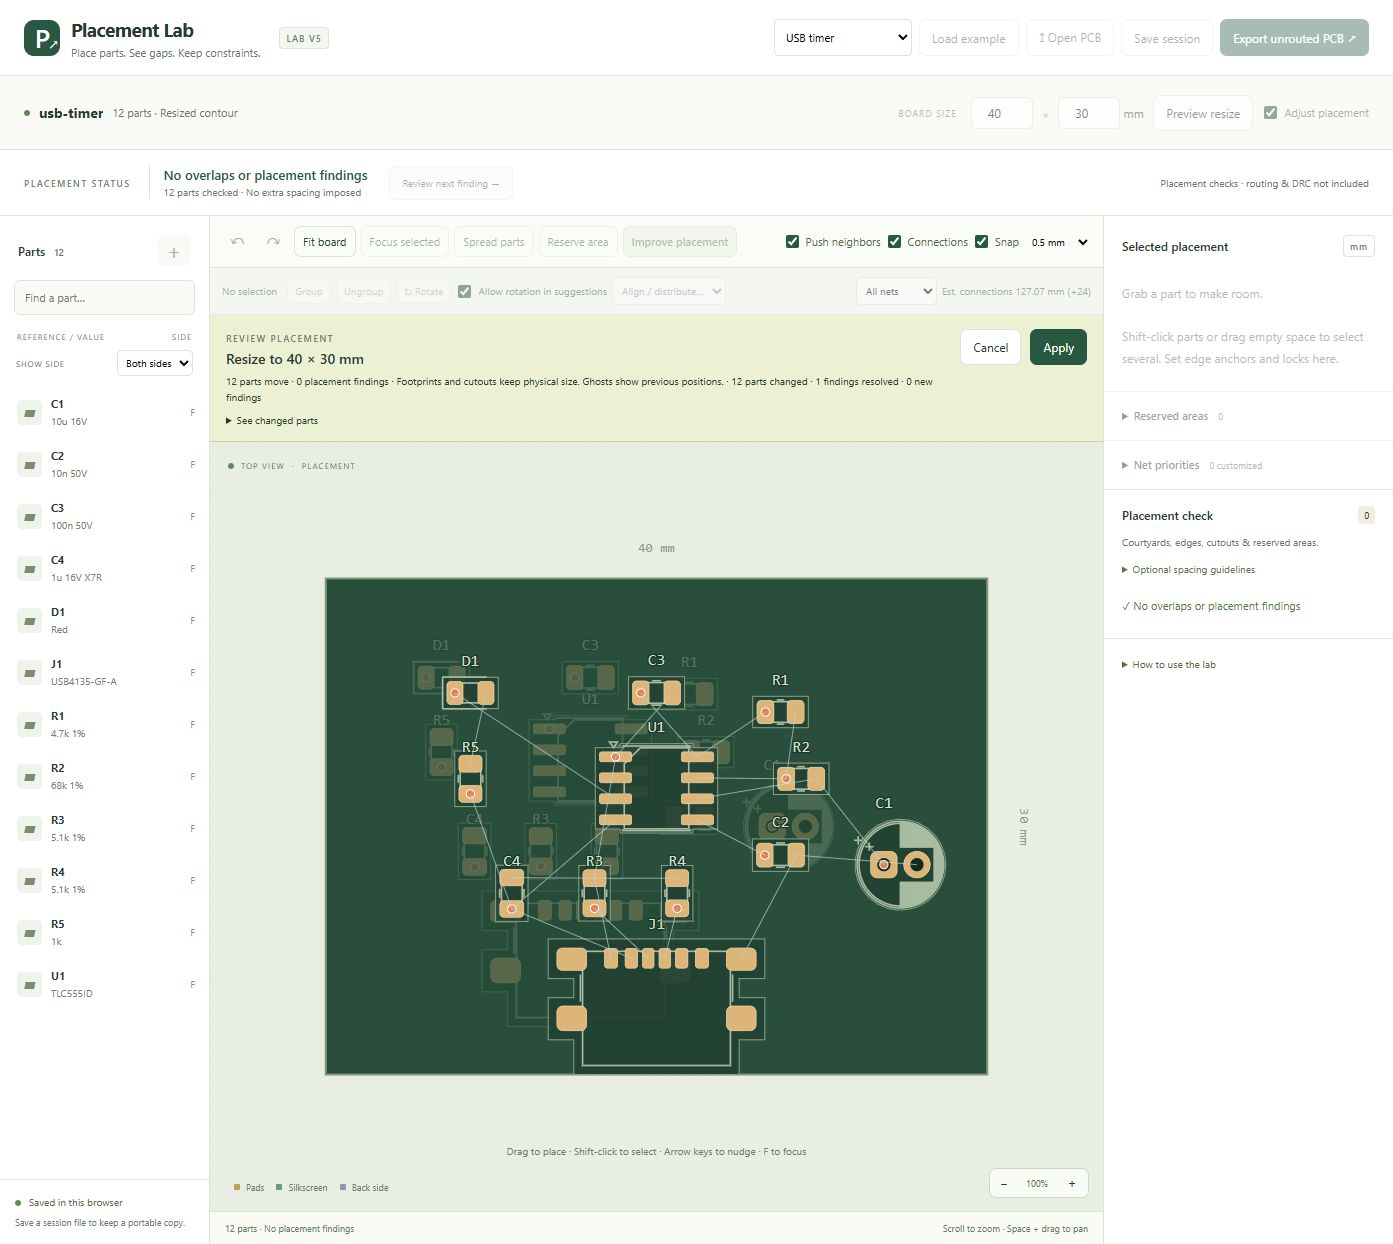 P↗
Placement Lab
Place parts. See gaps. Keep constraints.
LAB V5
USB timer
Load example
↥ Open PCB
Save session
Export unrouted PCB ↗
usb-timer
12 parts · Resized contour
BOARD SIZE
40
×
30
mm
Preview resize
Adjust placement
PLACEMENT STATUS
No overlaps or placement findings
12 parts checked · No extra spacing imposed
Review next finding →
Placement checks · routing & DRC not included
Parts 12
+
Find a part...
REFERENCE / VALUE
SIDE
SHOW SIDE
Both sides
C1
10u 16V
F
C2
10n 50V
F
C3
100n 50V
F
C4
1u 16V X7R
F
D1
Red
F
J1
USB4135-GF-A
F
R1
4.7k 1%
F
R2
68k 1%
F
R3
5.1k 1%
F
R4
5.1k 1%
F
R5
1k
F
U1
TLC555ID
F
Saved in this browser
Save a session file to keep a portable copy.
Fit board
Focus selected
Spread parts
Reserve area
Improve placement
Push neighbors
Connections
Snap
0.5 mm
No selection
Group
Ungroup
↻ Rotate
Allow rotation in suggestions
Align / distribute...
All nets
Est. connections 127.07 mm (+24)
REVIEW PLACEMENT
Resize to 40 × 30 mm
12 parts move · 0 placement findings · Footprints and cutouts keep physical size. Ghosts show previous positions. · 12 parts changed · 1 findings resolved · 0 new
findings
▶ See changed parts
Cancel
Apply
TOP VIEW · PLACEMENT
40 mm
30 mm
D1
C3
D1
C3
R1
R1
U1
R5
R2
U1
R5
R2
C1
C1
C4
R3
C2
C4
R3
R4
J1
Drag to place · Shift-click to select · Arrow keys to nudge · F to focus
Pads
Silkscreen
Back side
−
100%
+
12 parts · No placement findings
Scroll to zoom · Space + drag to pan
Selected placement
mm
Grab a part to make room.
Shift-click parts or drag empty space to select
several. Set edge anchors and locks here.
▶ Reserved areas 0
▶ Net priorities 0 customized
Placement check
0
Courtyards, edges, cutouts & reserved areas.
▶ Optional spacing guidelines
✓ No overlaps or placement findings
▶ How to use the lab